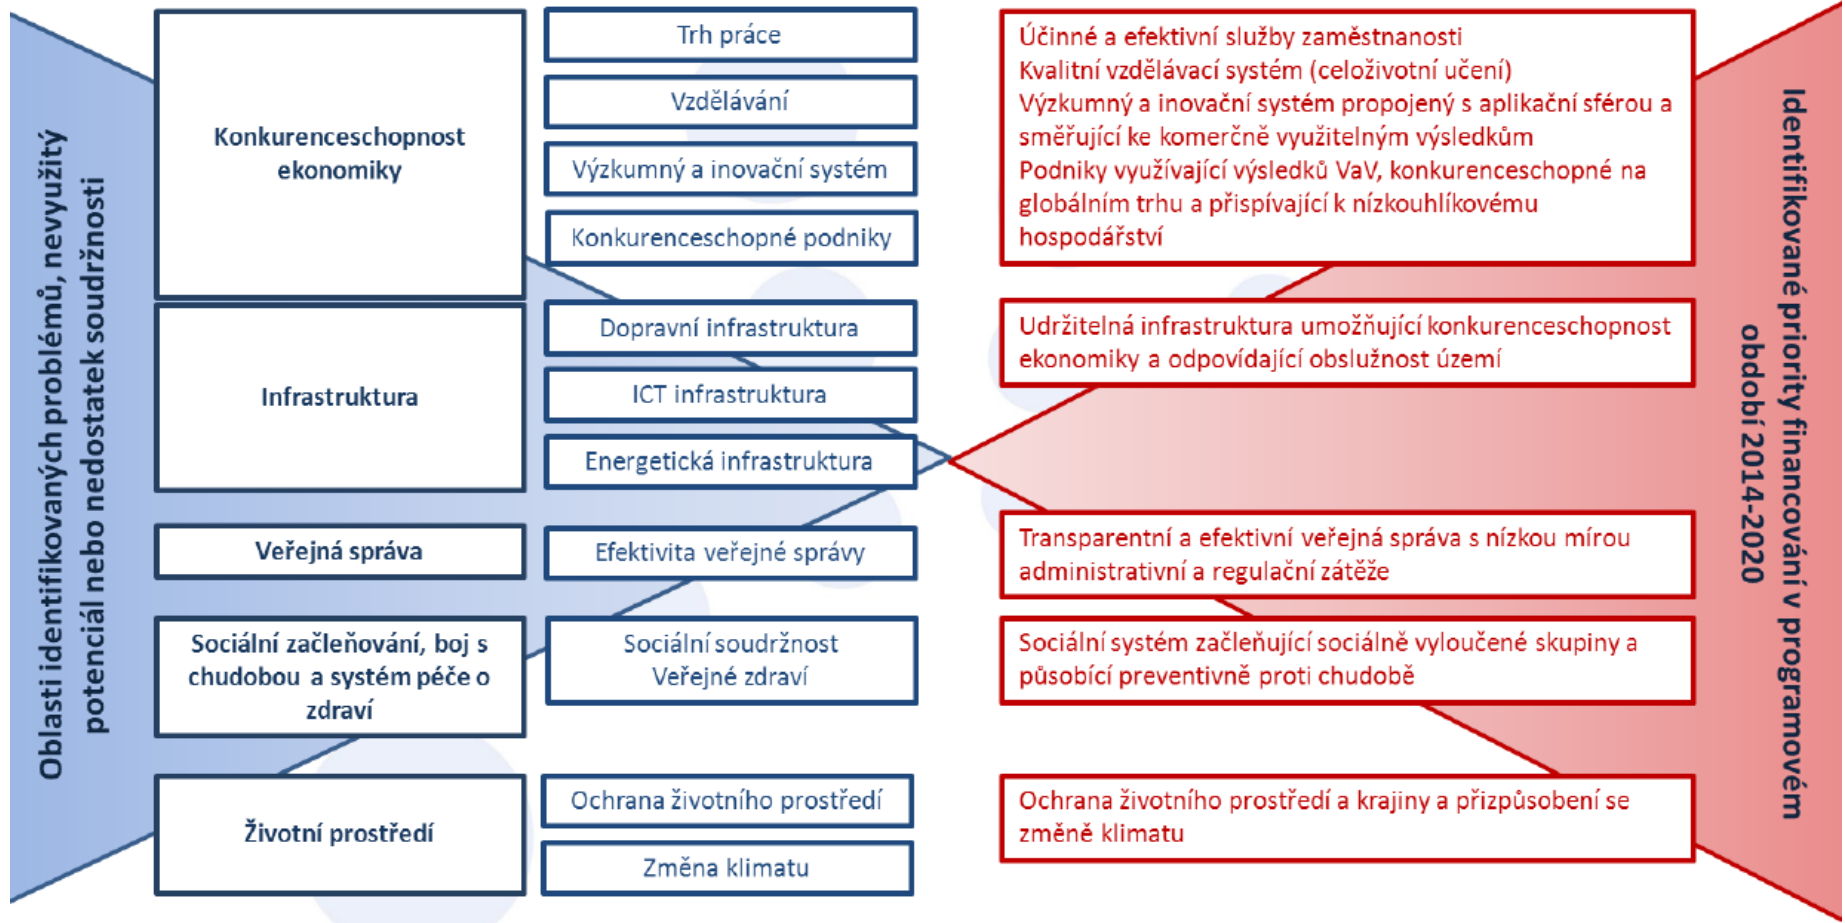 Oblasti identifikovaných problémů, nevyužitý
potenciál nebo nedostatek soudržnosti
Konkurenceschopnost
ekonomiky
Trh práce
Vzdělávání
Výzkumný a inovační systém
Konkurenceschopné podniky
Účinné a efektivní služby zaměstnanosti
Kvalitní vzdělávací systém (celoživotní učení)
Výzkumný a inovační systém propojený s aplikační sférou a
směřující ke komerčně využitelným výsledkům
Podniky využívající výsledků VaV, konkurenceschopné na
globálním trhu a přispívající k nízkouhlíkovému
hospodářství
Infrastruktura
Dopravní infrastruktura
ICT infrastruktura
Energetická infrastruktura
Udržitelná infrastruktura umožňující konkurenceschopnost
ekonomiky a odpovídající obslužnost území
Veřejná správa
Efektivita veřejné správy
Transparentní a efektivní veřejná správa s nízkou mírou
administrativní a regulační zátěže
Sociální začleňování, boj s
chudobou a systém péče o
zdraví
Sociální soudržnost
Veřejné zdraví
Sociální systém začleňující sociálně vyloučené skupiny a
působící preventivně proti chudobě
Životní prostředí
Ochrana životního prostředí
Změna klimatu
Ochrana životního prostředí a krajiny a přizpůsobení se
změně klimatu
Identifikované priority financování v programovém
období 2014-2020